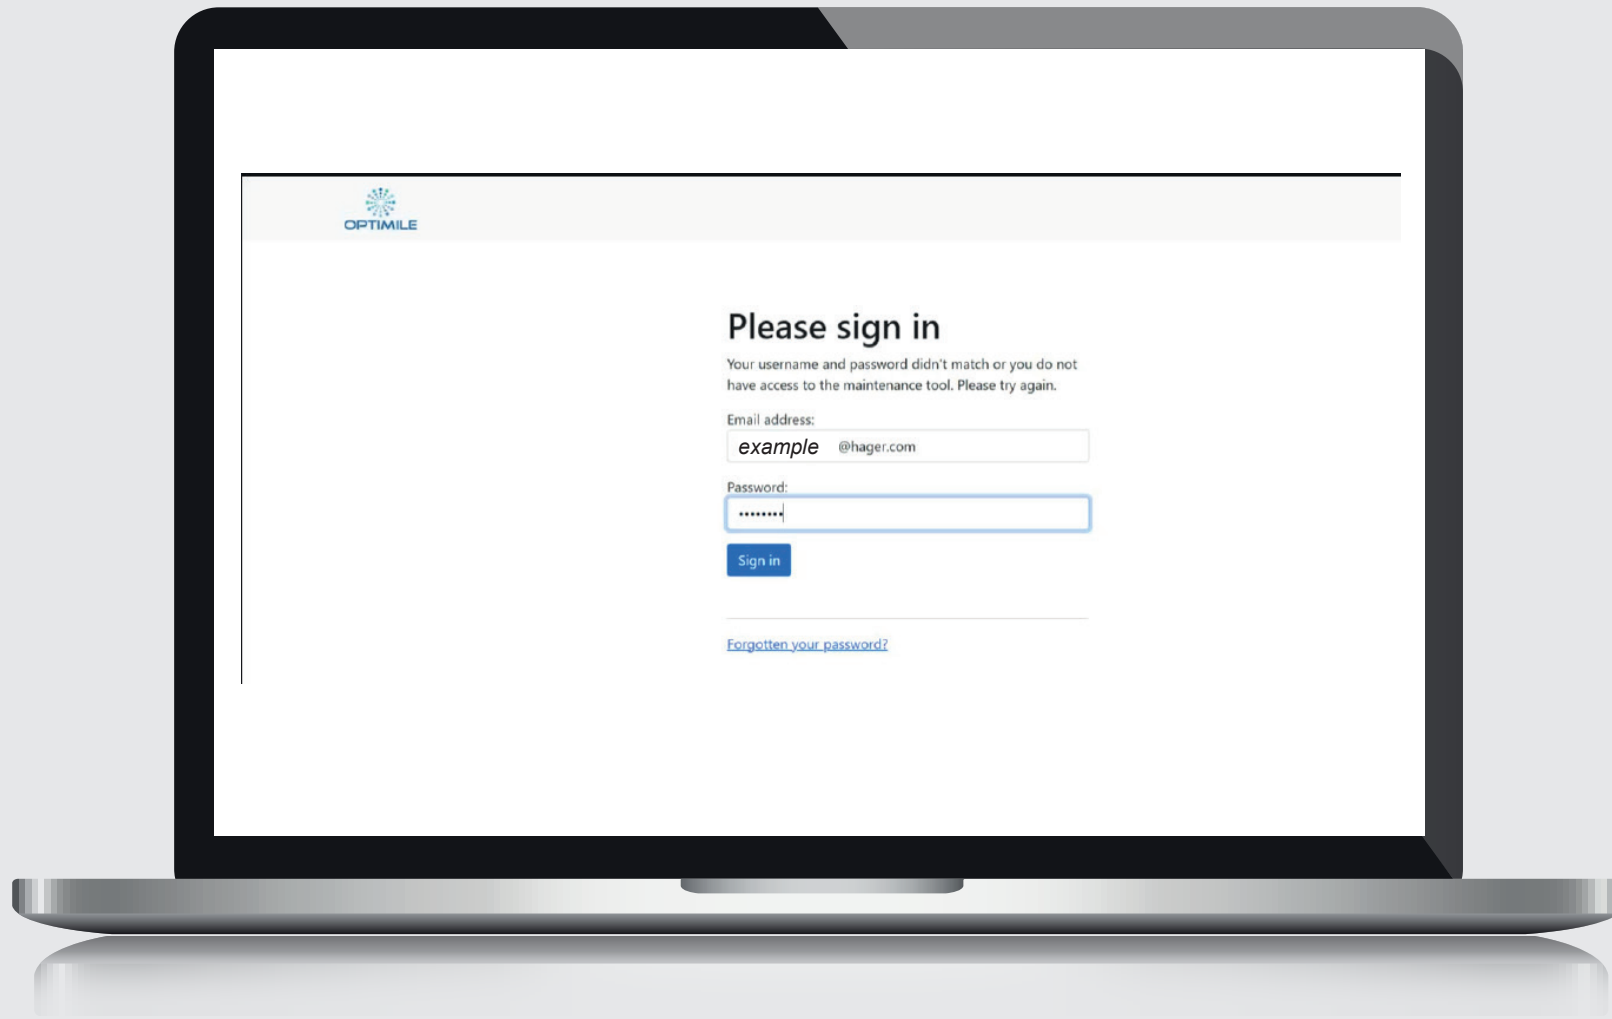 OPTIMILE
Please sign in
Your username and password didn't match or you do not
have access to the maintenance tool. Please try again.
Email address:
example @hager.com
Password:
••••••••
Sign in
Forgotten your password?